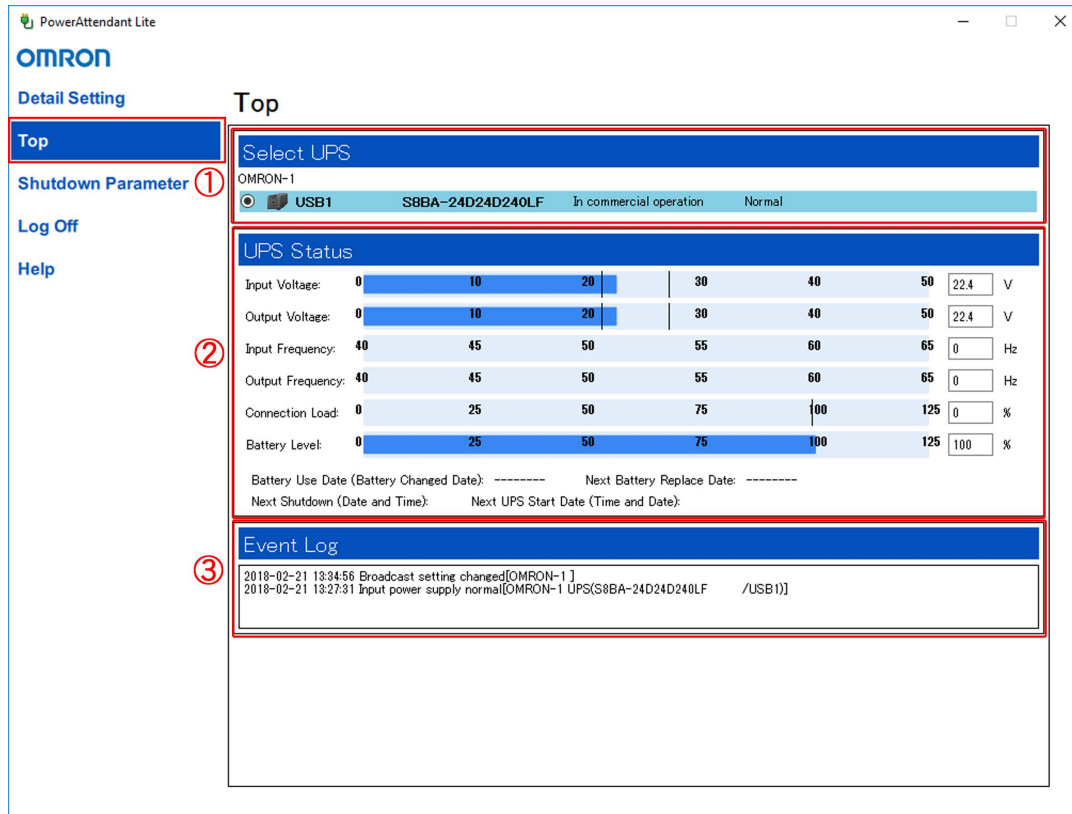 PowerAttendant Lite
OMRON
Detail Setting
Top
Shutdown Parameter
Log Off
Help
Top
①
Select UPS
OMRON-1
USB1 S8BA-24D24D240LF In commercial operation Normal
②
UPS Status
Input Voltage: 0 10 20 30 40 50 22.4 V
Output Voltage: 0 10 20 30 40 50 22.4 V
Input Frequency: 40 45 50 55 60 65 0 Hz
Output Frequency: 40 45 50 55 60 65 0 Hz
Connection Load: 0 25 50 75 100 125 0 %
Battery Level: 0 25 50 75 100 125 100 %
Battery Use Date (Battery Changed Date): -------- Next Battery Replace Date: --------
Next Shutdown (Date and Time): Next UPS Start Date (Time and Date):
③
Event Log
2018-02-21 13:34:56 Broadcast setting changed[OMRON-1 ]
2018-02-21 13:27:31 Input power supply normal[OMRON-1 UPS(S8BA-24D24D240LF /USB1)]